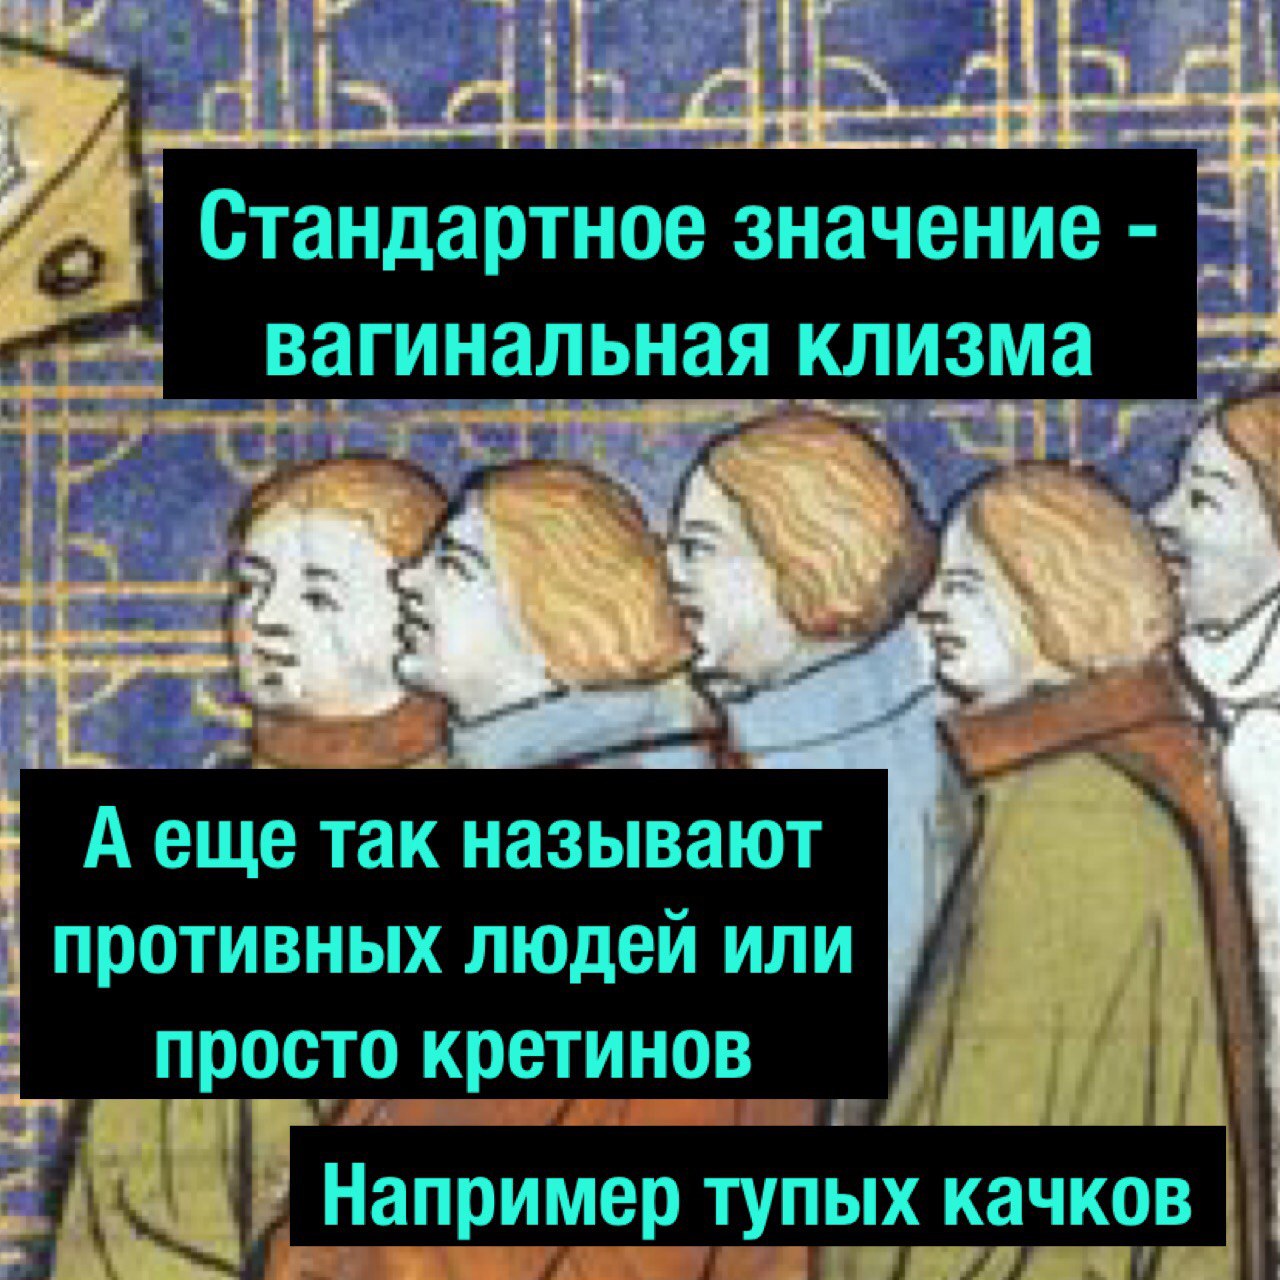 Стандартное значение -
вагинальная клизма
А еще так называют
противных людей или
просто кретинов
Например тупых качков